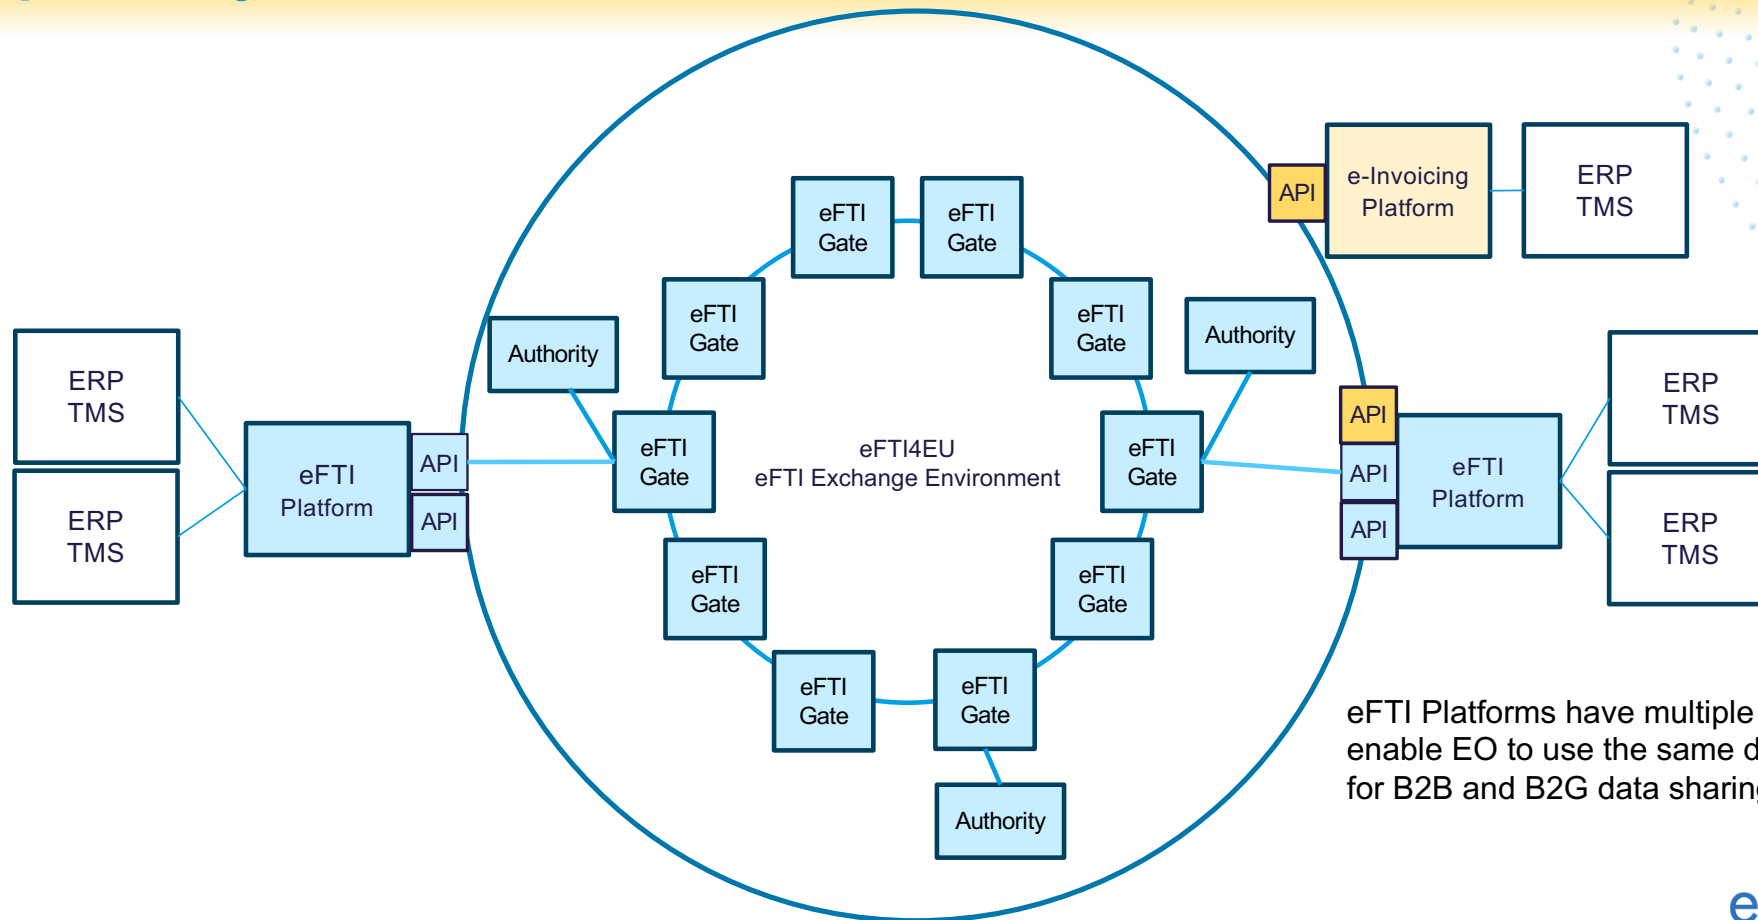 API
e-Invoicing
Platform
ERP
TMS
eFTI
Gate
eFTI
Gate
eFTI
Gate
eFTI
Gate
Authority
Authority
ERP
TMS
ERP
TMS
eFTI
Platform
API
API
eFTI
Gate
eFTI4EU
eFTI Exchange Environment
eFTI
Gate
API
API
API
eFTI
Platform
ERP
TMS
ERP
TMS
eFTI
Gate
eFTI
Gate
eFTI
Gate
eFTI
Gate
Authority
eFTI Platforms have multiple
enable EO to use the same
for B2B and B2G data sharing